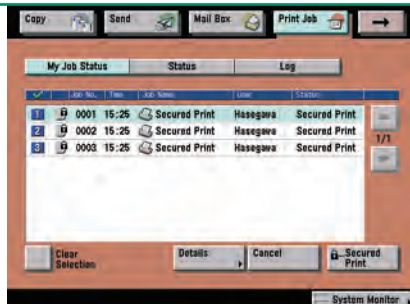 Copy Send Mail Box Print Job
My Job Status Status Log
Job No. Time Job Name User Status
1 0001 15:25 Secured Print Hasegawa Secured Print
2 0002 15:25 Secured Print Hasegawa Secured Print
3 0003 15:25 Secured Print Hasegawa Secured Print
1/1
Clear Selection Details Cancel Secured Print
System Monitor